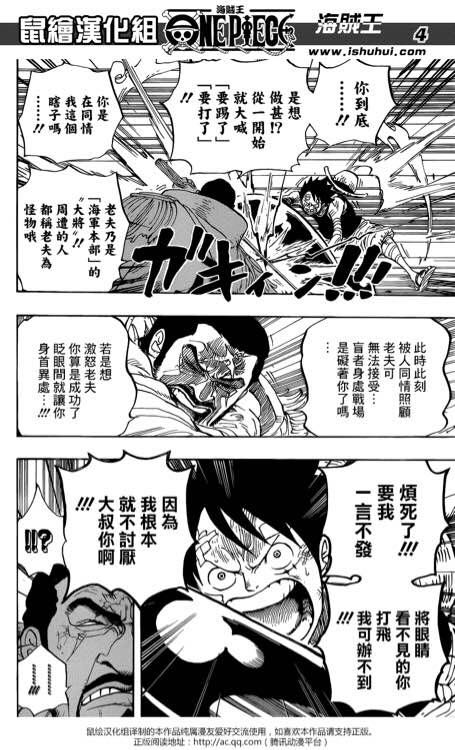 鼠繪漢化組
海賊王
ONE PIECE
海賊王
4
www.ishuhui.com
你到底
是想
做甚!?
從一開始
就大喊
「要踢了」
「要打了」
你是
在同情
我這個
瞎子嗎
老夫乃是
「海軍本部」的
“大將”!!
周遭的人
都稱老夫為
怪物哦
ガキィン!!!
此時此刻
被人同情照顧
老夫可
無法接受…
盲者身處戰場
是礙著你了嗎
若是想
激怒老夫
你算是成功了
眨眼間就讓你
身首異處…!
煩死了!!!
要我
一言不發
將眼睛
看不見的你
打飛
我可辦不到
因為
我根本
就不討厭
大叔你啊
!!!
!!?
鼠绘汉化组译制的本作品纯属漫友爱好交流使用，如喜欢本作品请支持正版。
正版阅读地址：http://ac.qq.com（腾讯动漫平台）